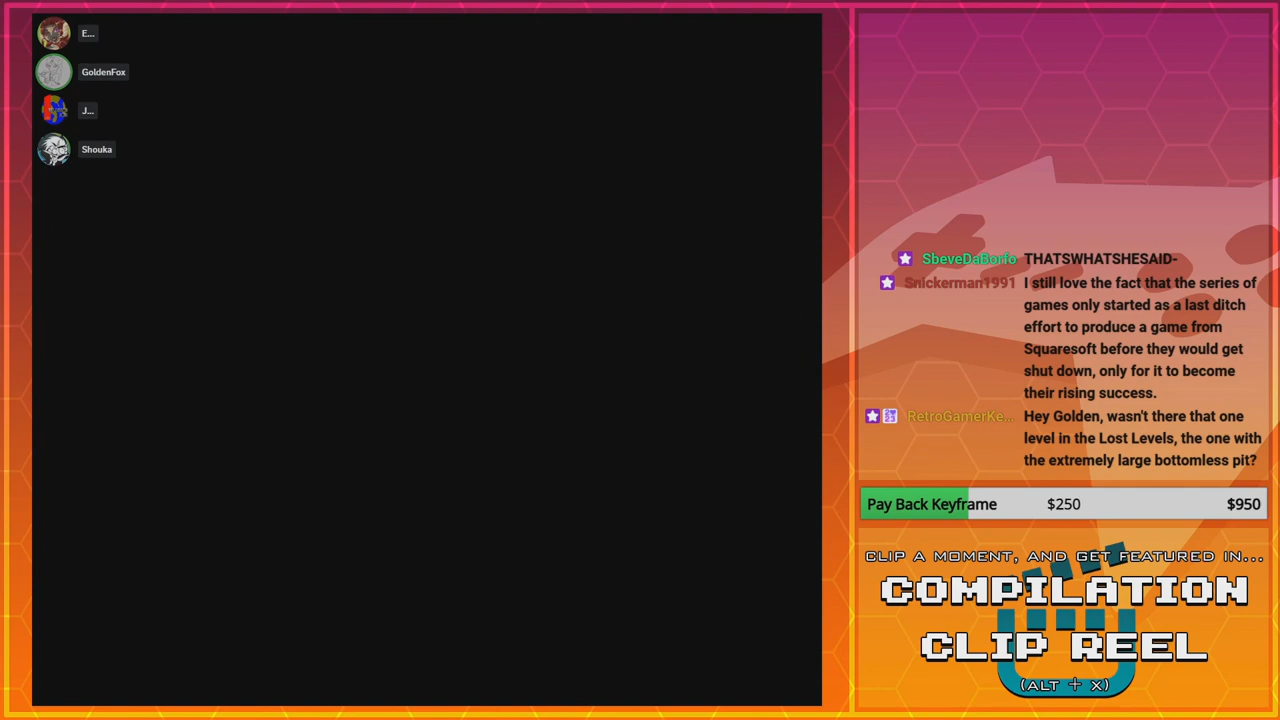 E...
GoldenFox
J...
Shouka
SbeveDaBorfo THATSWHATSHESAID-
Snickerman1991 I still love the fact that the series of
games only started as a last ditch
effort to produce a game from
Squaresoft before they would get
shut down, only for it to become
their rising success.
RetroGamerKe... Hey Golden, wasn't there that one
level in the Lost Levels, the one with
the extremely large bottomless pit?
Pay Back Keyframe $250 $950
CLIP A MOMENT, AND GET FEATURED IN...
COMPILATION
CLIP REEL
(ALT + X)